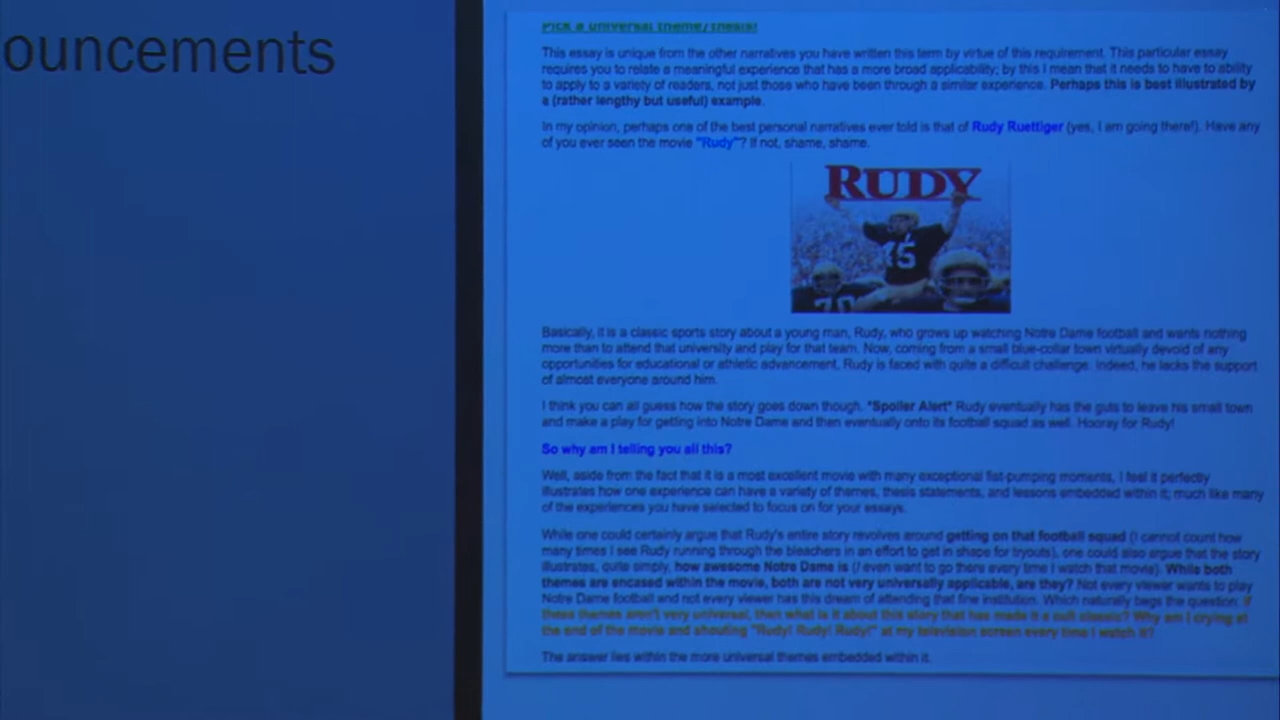 ouncements
Pick a universal theme/thesis!
This essay is unique from the other narratives you have written this term by virtue of this requirement. This particular essay
requires you to relate a meaningful experience that has a more broad applicability; by this I mean that it needs to have to ability
to apply to a variety of readers, not just those who have been through a similar experience. Perhaps this is best illustrated by
a (rather lengthy but useful) example.
In my opinion, perhaps one of the best personal narratives ever told is that of Rudy Ruettiger (yes, I am going there!). Have any
of you ever seen the movie "Rudy"? If not, shame, shame.
RUDY
45
70
Basically, it is a classic sports story about a young man, Rudy, who grows up watching Notre Dame football and wants nothing
more than to attend that university and play for that team. Now, coming from a small blue-collar town virtually devoid of any
opportunities for educational or athletic advancement, Rudy is faced with quite a difficult challenge. Indeed, he lacks the support
of almost everyone around him.
I think you can all guess how the story goes down though. *Spoiler Alert* Rudy eventually has the guts to leave his small town
and make a play for getting into Notre Dame and then eventually onto its football squad as well. Hooray for Rudy!
So why am I telling you all this?
Well, aside from the fact that it is a most excellent movie with many exceptional fist-pumping moments, I feel it perfectly
illustrates how one experience can have a variety of themes, thesis statements, and lessons embedded within it; much like many
of the experiences you have selected to focus on for your essays.
While one could certainly argue that Rudy's entire story revolves around getting on that football squad (I cannot count how
many times I see Rudy running through the bleachers in an effort to get in shape for tryouts), one could also argue that the story
illustrates, quite simply, how awesome Notre Dame is (I even want to go there every time I watch that movie). While both
themes are encased within the movie, both are not very universally applicable, are they? Not every viewer wants to play
Notre Dame football and not every viewer has this dream of attending that fine institution. Which naturally begs the question: If
these themes aren't very universal, then what is it about this story that has made it a cult classic? Why am I crying at
the end of the movie and shouting "Rudy! Rudy! Rudy!" at my television screen every time I watch it?
The answer lies within the more universal themes embedded within it.